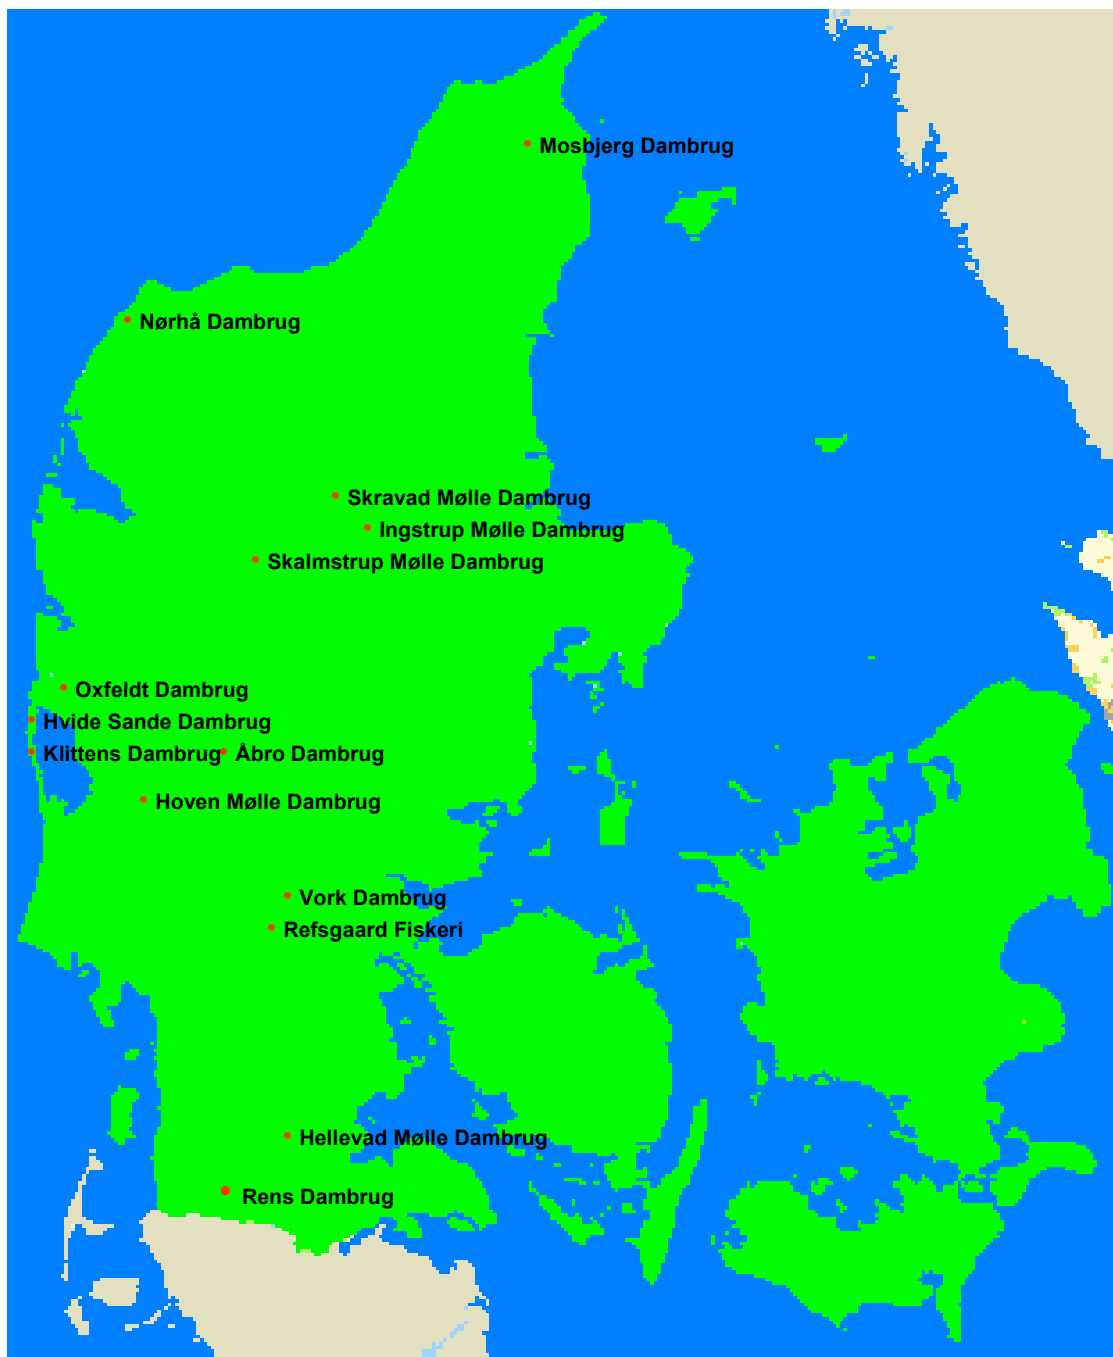 Mosbjerg Dambrug
Nørhå Dambrug
Skravad Mølle Dambrug
Ingstrup Mølle Dambrug
Skalmstrup Mølle Dambrug
Oxfeldt Dambrug
Hvide Sande Dambrug
Klittens Dambrug
Åbro Dambrug
Hoven Mølle Dambrug
Vork Dambrug
Refsgaard Fiskeri
Hellevad Mølle Dambrug
Rens Dambrug